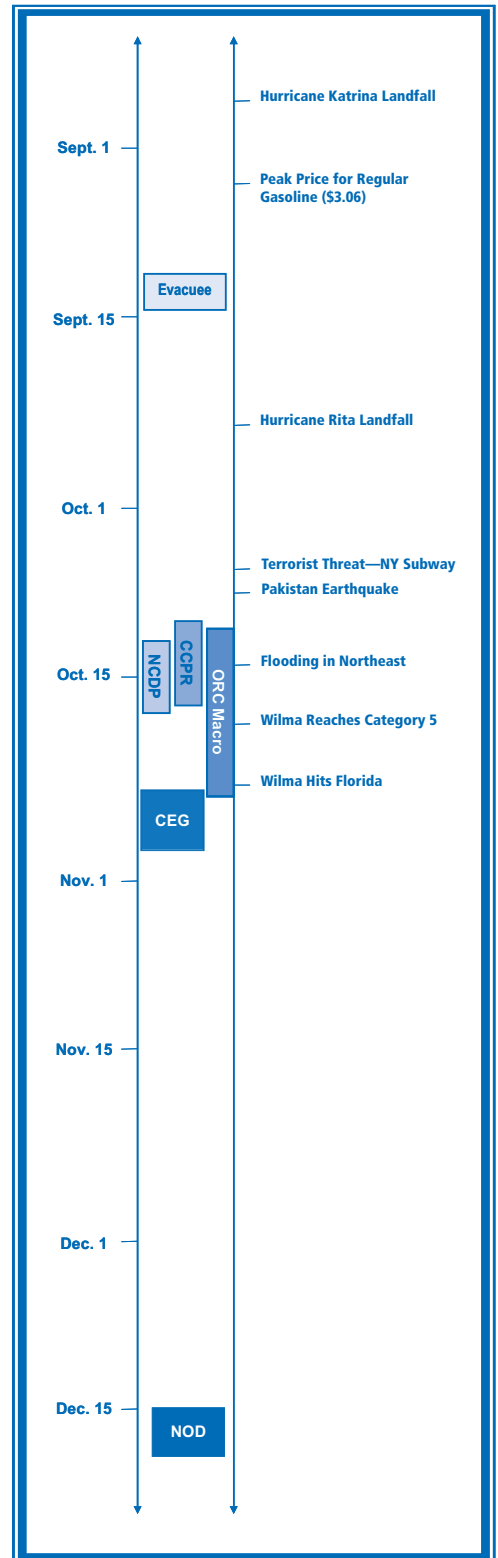 Hurricane Katrina Landfall
Sept. 1
Peak Price for Regular
Gasoline ($3.06)
Evacuee
Sept. 15
Hurricane Rita Landfall
Oct. 1
Terrorist Threat—NY Subway
Pakistan Earthquake
NCDP
CCPR
ORC Macro
Oct. 15
Flooding in Northeast
Wilma Reaches Category 5
Wilma Hits Florida
CEG
Nov. 1
Nov. 15
Dec. 1
Dec. 15
NOD